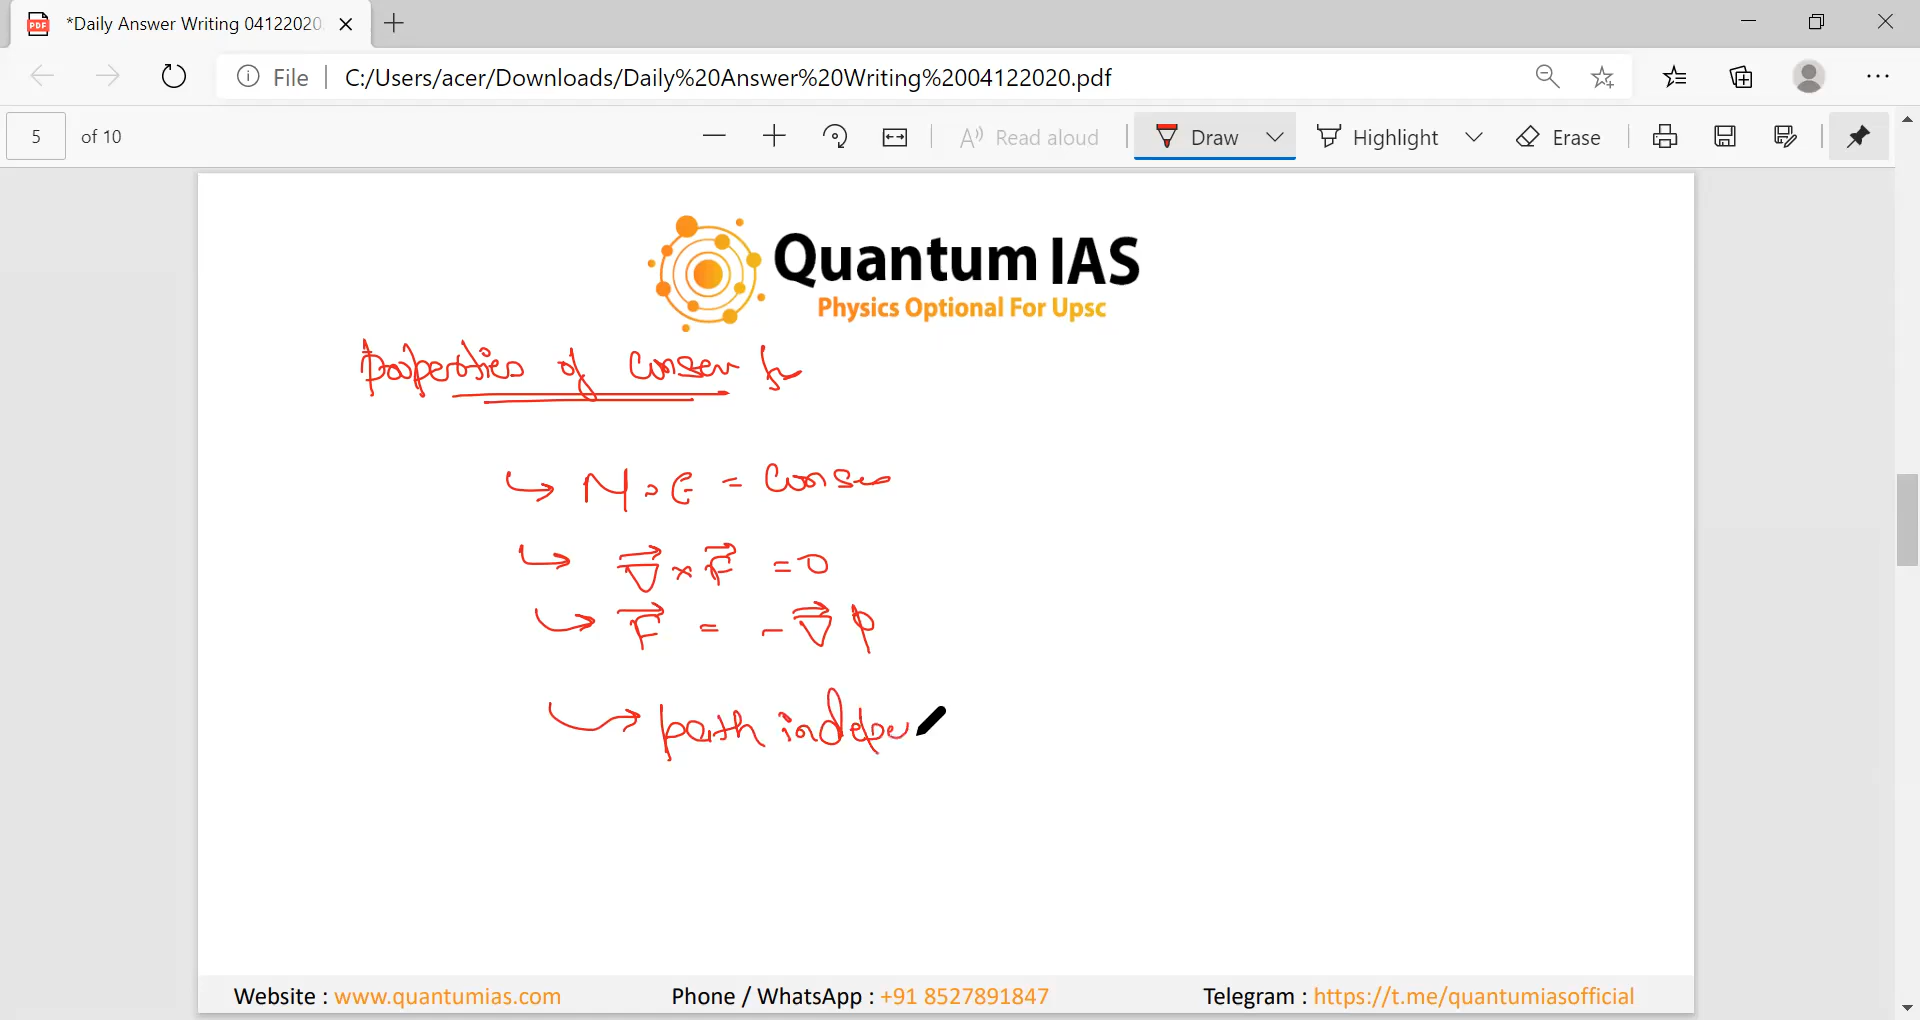 *Daily Answer Writing 04122020.
File C:/Users/acer/Downloads/Daily%20Answer%20Writing%2004122020.pdf
5 of 10 Read aloud Draw Highlight Erase
Quantum IAS
Physics Optional For Upsc
Properties of Conser
→ M.E = Conser
→ ∇⃗ × F⃗ = 0
→ F⃗ = - ∇⃗ φ
→ path indepe
Website : www.quantumias.com Phone / WhatsApp : +91 8527891847 Telegram : https://t.me/quantumiasofficial